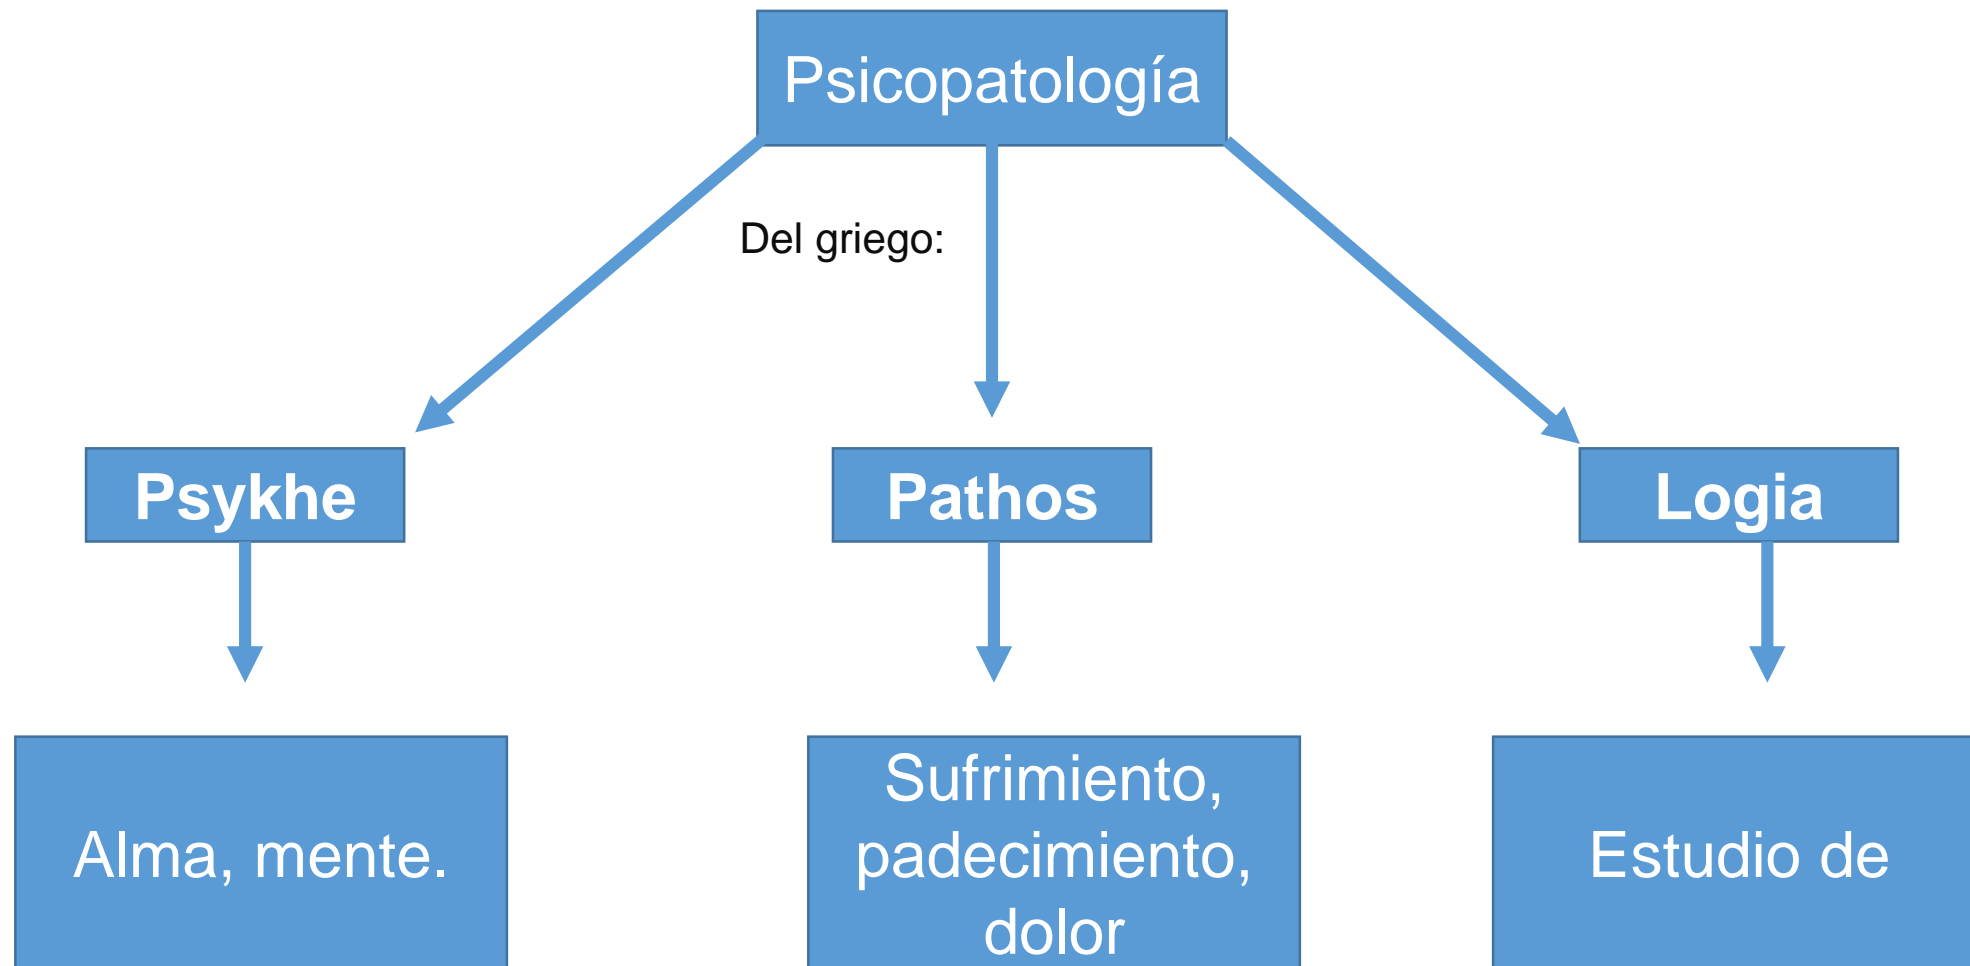 Psicopatología
Del griego:
Psykhe
Pathos
Logia
Alma, mente.
Sufrimiento,
padecimiento,
dolor
Estudio de